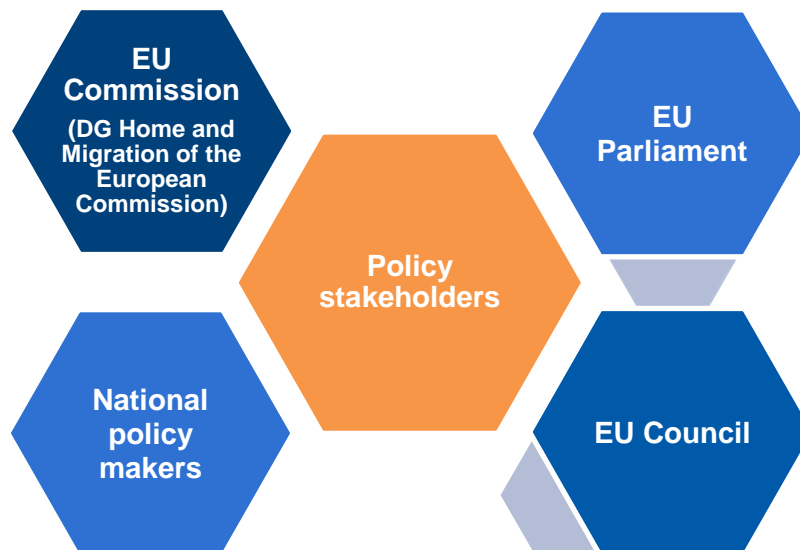 EU
Commission
(DG Home and
Migration of the
European
Commission)
EU
Parliament
Policy
stakeholders
National
policy
makers
EU Council